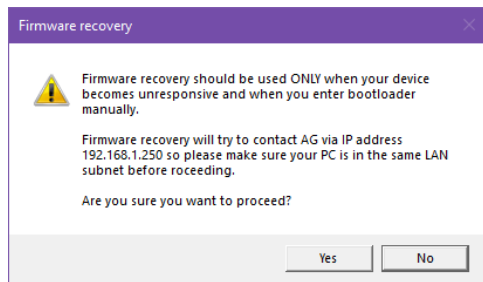 Firmware recovery
Firmware recovery should be used ONLY when your device
becomes unresponsive and when you enter bootloader
manually.
Firmware recovery will try to contact AG via IP address
192.168.1.250 so please make sure your PC is in the same LAN
subnet before roceeding.
Are you sure you want to proceed?
Yes
No